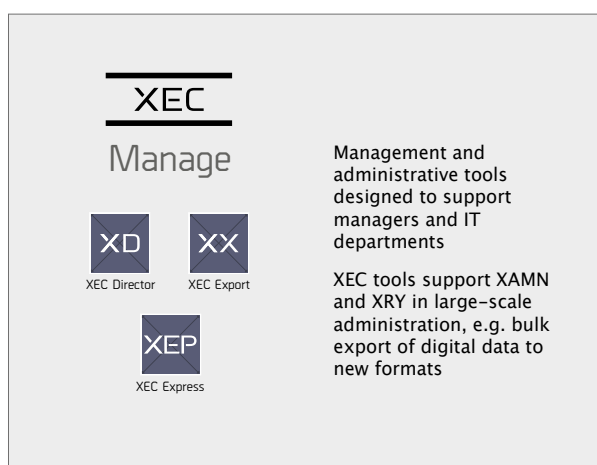 XEC
Manage
XD
XX
XEC Director
XEC Export
XEP
XEC Express
Management and
administrative tools
designed to support
managers and IT
departments
XEC tools support XAMN
and XRY in large-scale
administration, e.g. bulk
export of digital data to
new formats